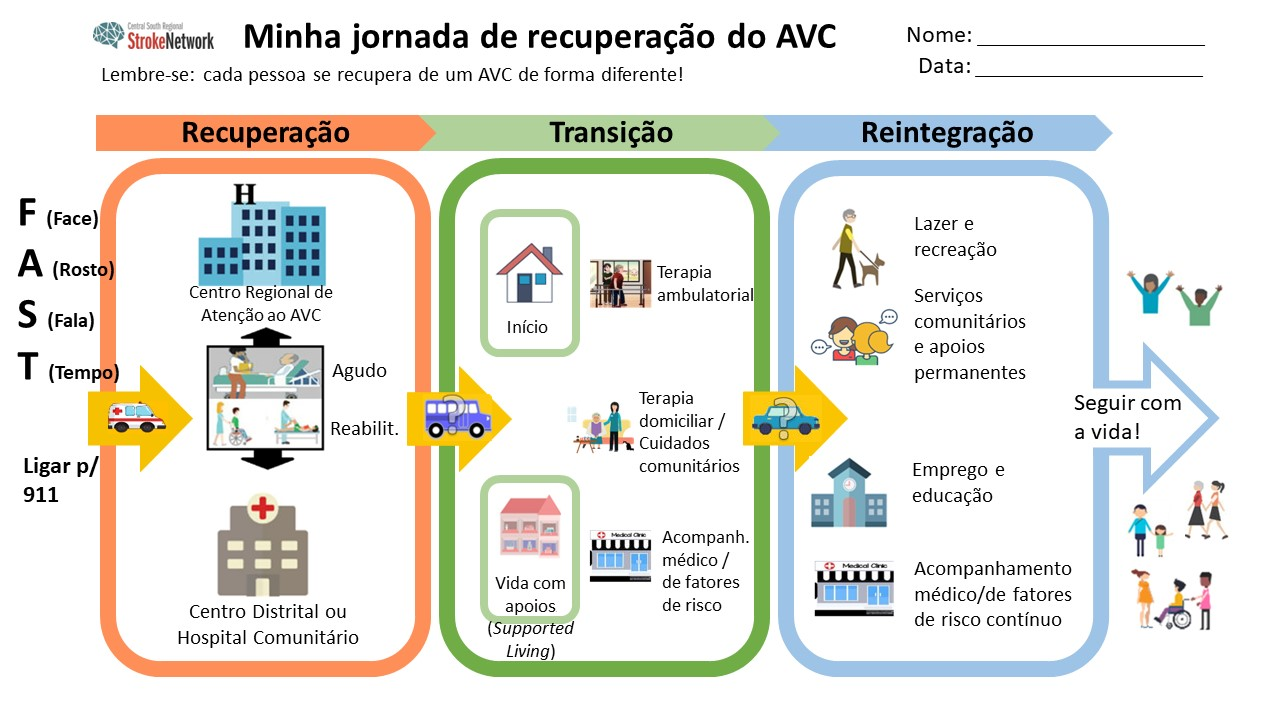 Central South Regional
StrokeNetwork
Minha jornada de recuperação do AVC
Nome: ____________________
Data: ____________________
Lembre-se: cada pessoa se recupera de um AVC de forma diferente!
Recuperação
Transição
Reintegração
F (Face)
A (Rosto)
S (Fala)
T (Tempo)
Ligar p/
911
H
Centro Regional de
Atenção ao AVC
Agudo
Reabilit.
Centro Distrital ou
Hospital Comunitário
?
Início
Terapia
ambulatorial
Terapia
domiciliar /
Cuidados
comunitários
Vida com
apoios
(Supported
Living)
Medical Clinic
Acompanh.
médico /
de fatores
de risco
?
Lazer e
recreação
Serviços
comunitários
e apoios
permanentes
Emprego e
educação
Medical Clinic
Acompanhamento
médico/de fatores
de risco contínuo
Seguir com
a vida!